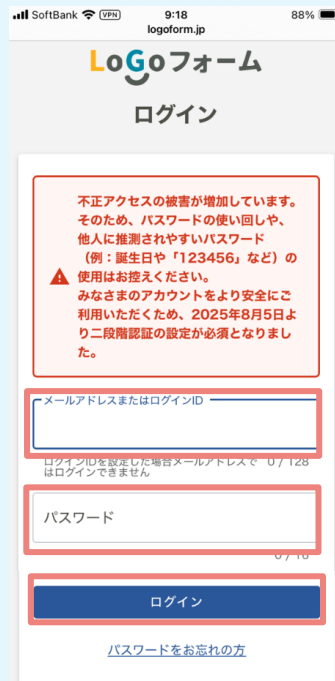 SoftBank VPN 9:18 88%
logoform.jp
LoGoフォーム
ログイン
不正アクセスの被害が増加しています。
そのため、パスワードの使い回しや、
他人に推測されやすいパスワード
（例：誕生日や「123456」など）の
使用はお控えください。
みなさまのアカウントをより安全にご
利用いただくため、2025年8月5日よ
り二段階認証の設定が必須となりまし
た。
メールアドレスまたはログインID
ログインIDを設定した場合メールアドレスで 0 / 128
はログインできません
パスワード
0 / 16
ログイン
パスワードをお忘れの方